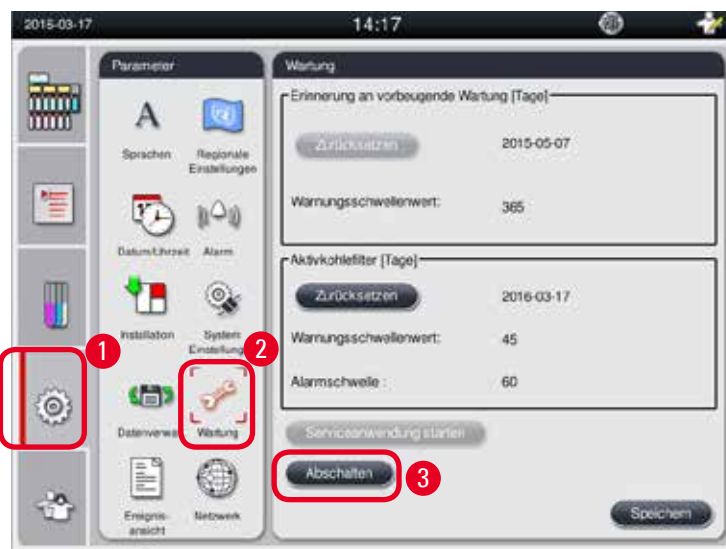 2015-03-17 14:17
Parameter
Sprachen
Regionale
Einstellungen
Datum/Uhrzeit
Alarm
Installation
System
Einstellung
Datenverwal
Wartung
Ereignis-
ansicht
Netzwerk
1
2
Wartung
Erinnerung an vorbeugende Wartung [Tage]
Zurücksetzen 2015-05-07
Warnungsschwellenwert: 365
Aktivkohlefilter [Tage]
Zurücksetzen 2016-03-17
Warnungsschwellenwert: 45
Alarmschwelle : 60
Serviceanwendung starten
Abschalten
3
Speichern